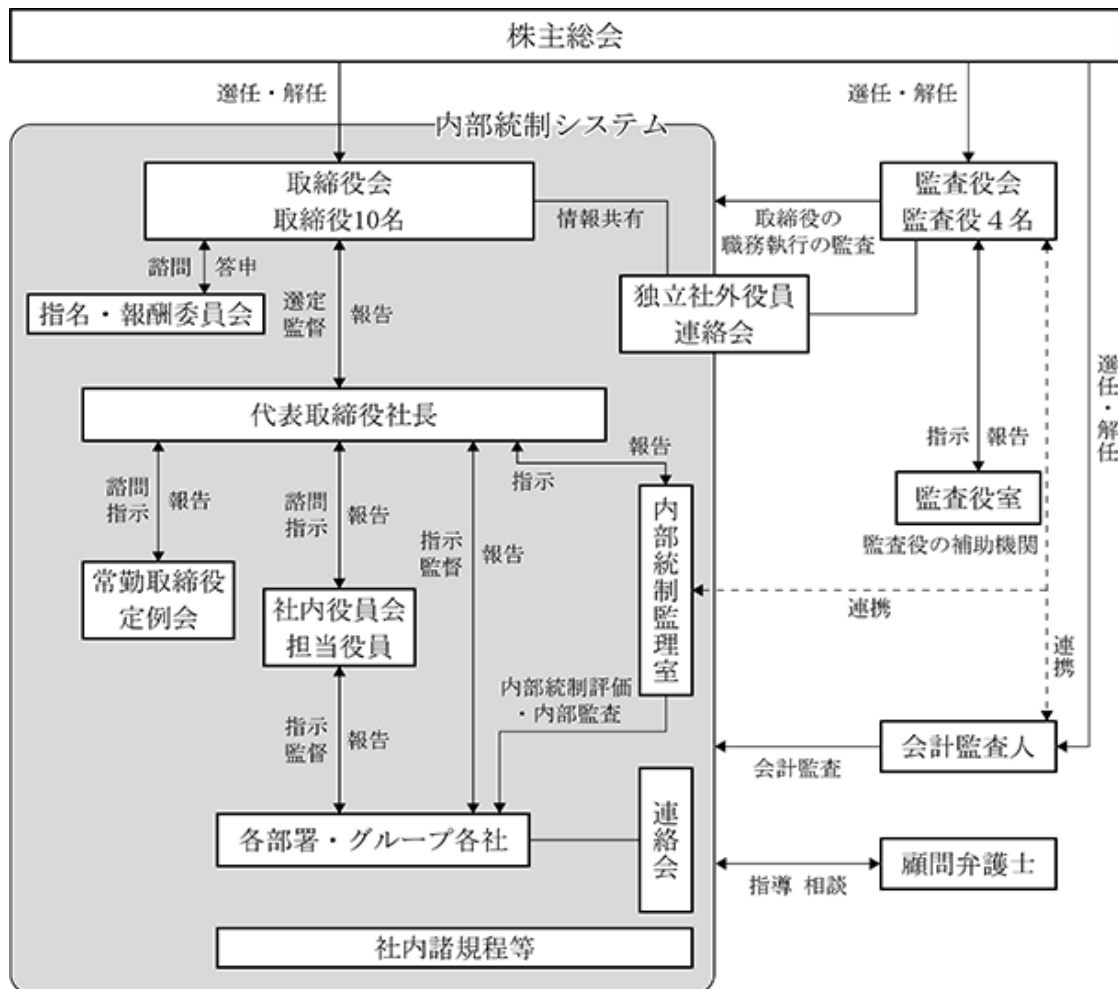 株主総会
選任・解任
選任・解任
内部統制システム
取締役会
取締役10名
監査役会
監査役４名
情報共有
取締役の
職務執行の監査
諮問 答申
指名・報酬委員会
選定
監督
報告
独立社外役員
連絡会
選任・解任
代表取締役社長
報告
指示
指示 報告
諮問
指示
報告
諮問
指示
報告
指示
監督
報告
内部統制監理室
監査役室
監査役の補助機関
常勤取締役
定例会
社内役員会
担当役員
連携
連携
内部統制評価
・内部監査
指示
監督
報告
会計監査人
会計監査
連絡会
各部署・グループ各社
顧問弁護士
指導 相談
社内諸規程等